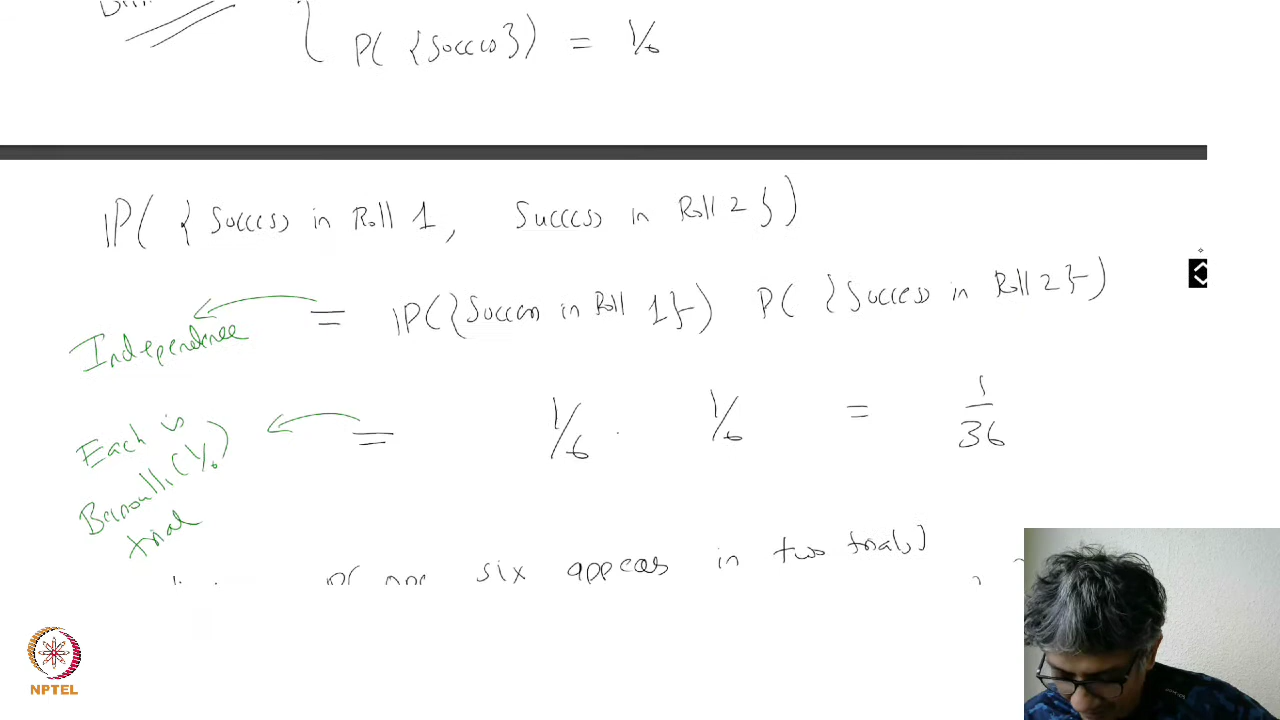 P( {Success}) = 1/6
IP( { Success in Roll 1, Success in Roll 2 })
= IP({Success in Roll 1}) P( {Success in Roll 2})
Independence
= 1/6 . 1/6 = 1/36
Each is
Bernoulli(1/6)
trial
six appears in two trials)
NPTEL